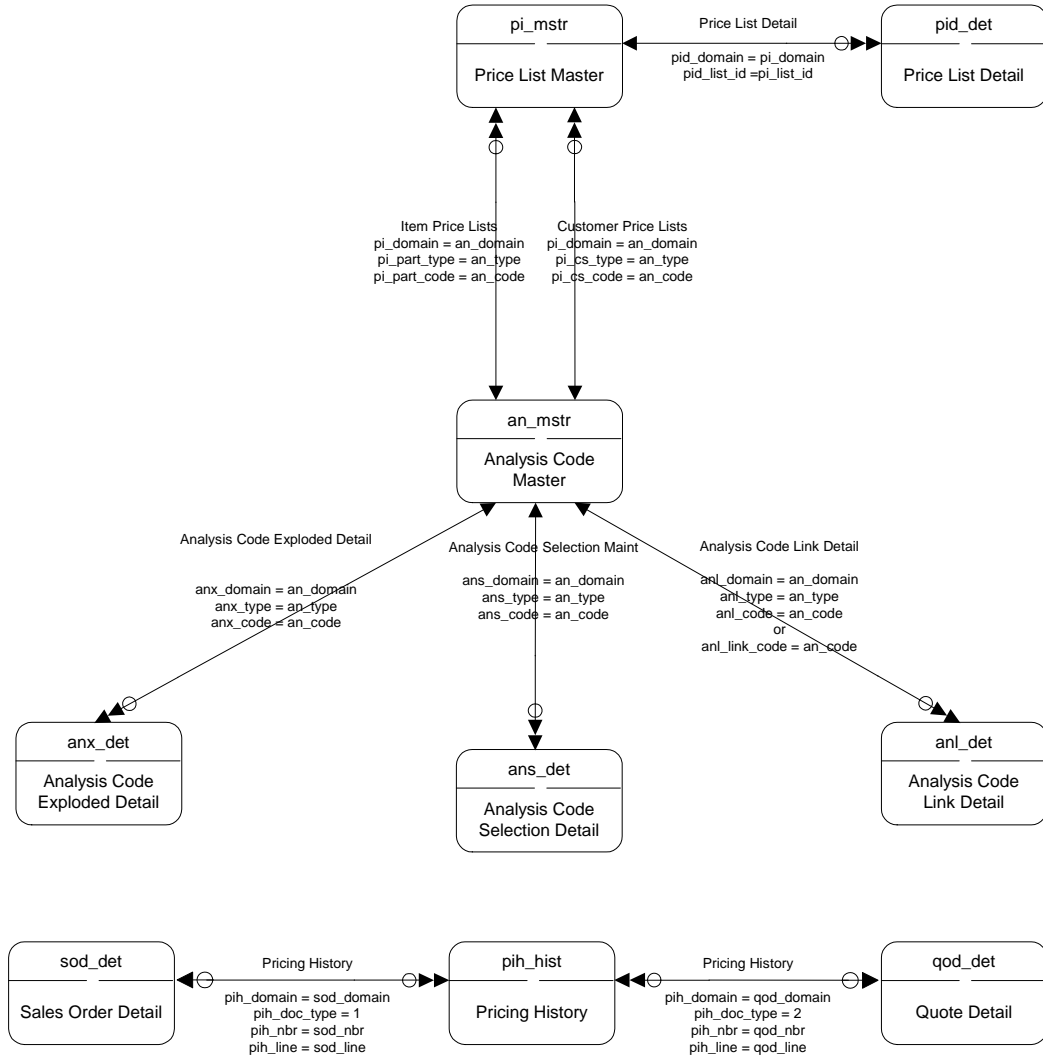 pi_mstr
Price List Master
Price List Detail
pid_domain = pi_domain
pid_list_id =pi_list_id
pid_det
Price List Detail
Item Price Lists
pi_domain = an_domain
pi_part_type = an_type
pi_part_code = an_code
Customer Price Lists
pi_domain = an_domain
pi_cs_type = an_type
pi_cs_code = an_code
an_mstr
Analysis Code
Master
Analysis Code Exploded Detail
anx_domain = an_domain
anx_type = an_type
anx_code = an_code
Analysis Code Selection Maint
ans_domain = an_domain
ans_type = an_type
ans_code = an_code
Analysis Code Link Detail
anl_domain = an_domain
anl_type = an_type
anl_code = an_code
or
anl_link_code = an_code
anx_det
Analysis Code
Exploded Detail
ans_det
Analysis Code
Selection Detail
anl_det
Analysis Code
Link Detail
sod_det
Sales Order Detail
Pricing History
pih_domain = sod_domain
pih_doc_type = 1
pih_nbr = sod_nbr
pih_line = sod_line
pih_hist
Pricing History
Pricing History
pih_domain = qod_domain
pih_doc_type = 2
pih_nbr = qod_nbr
pih_line = qod_line
qod_det
Quote Detail